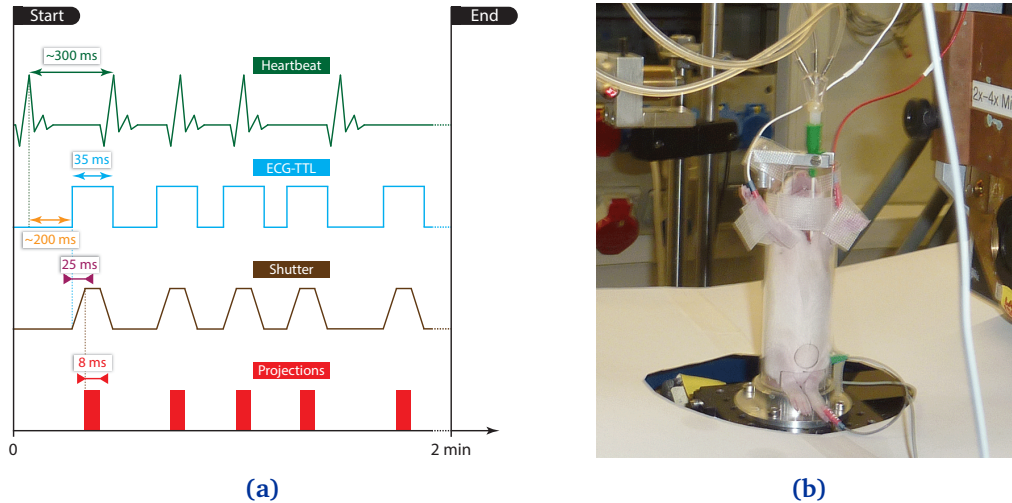 Start
End
~300 ms
Heartbeat
35 ms
ECG-TTL
~200 ms
25 ms
Shutter
8 ms
Projections
0
2 min
2x-4x Mi
(a)
(b)